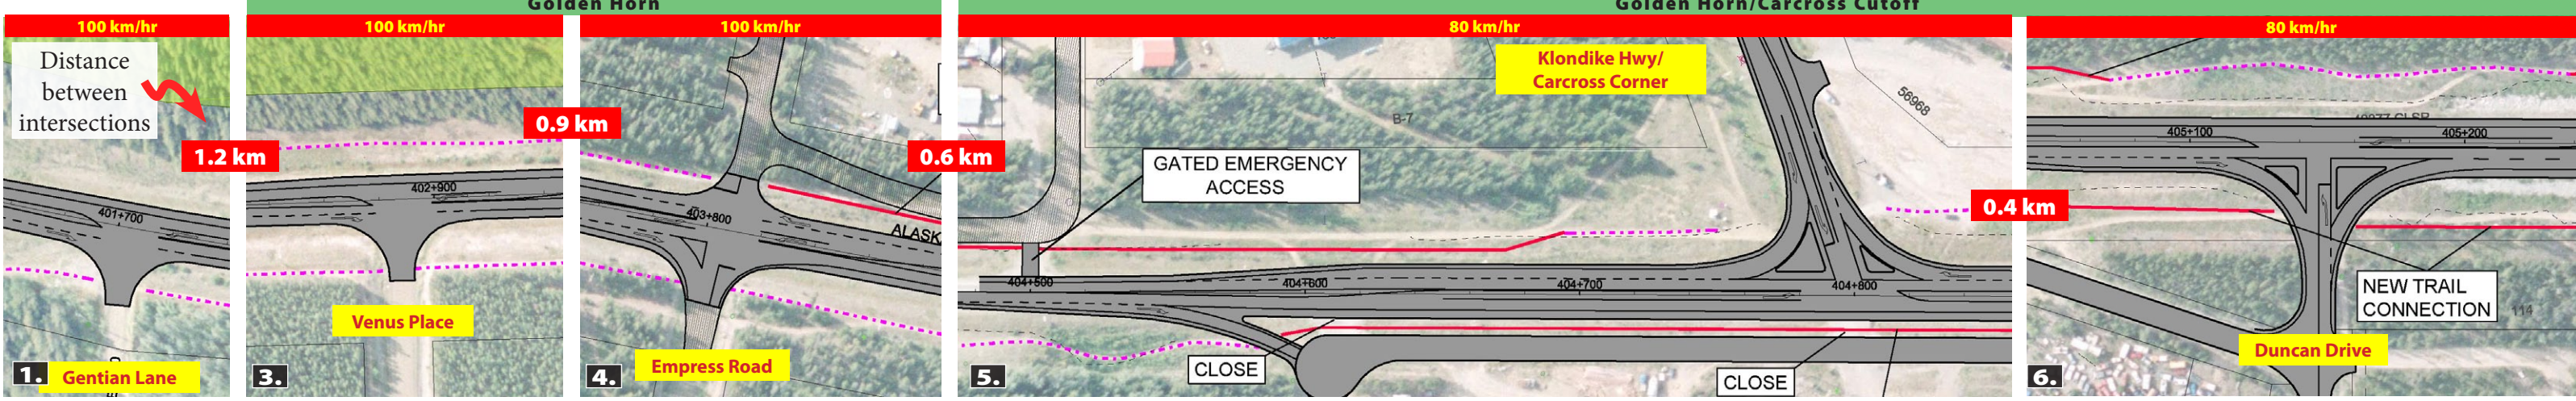 Golden Horn
Golden Horn/Carcross Cutoff
100 km/hr
100 km/hr
100 km/hr
80 km/hr
80 km/hr
Distance
between
intersections
1.2 km
0.9 km
0.6 km
0.4 km
401+700
1.
Gentian Lane
402+900
Venus Place
3.
403+800
ALASK
Empress Road
4.
Klondike Hwy/
Carcross Corner
B-7
56968
GATED EMERGENCY
ACCESS
404+500
404+600
404+700
404+800
CLOSE
CLOSE
5.
405+100
405+200
NEW TRAIL
CONNECTION
114
Duncan Drive
6.